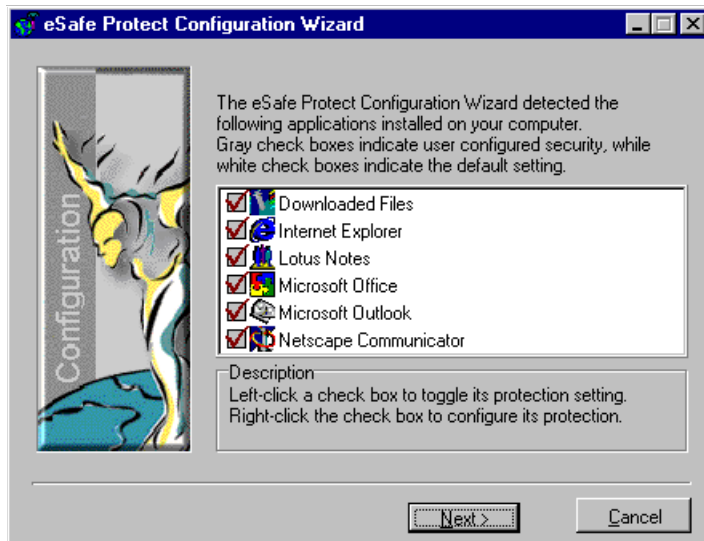 eSafe Protect Configuration Wizard
Configuration
The eSafe Protect Configuration Wizard detected the
following applications installed on your computer.
Gray check boxes indicate user configured security, while
white check boxes indicate the default setting.
Downloaded Files
Internet Explorer
Lotus Notes
Microsoft Office
Microsoft Outlook
Netscape Communicator
Description
Left-click a check box to toggle its protection setting.
Right-click the check box to configure its protection.
Next >
Cancel